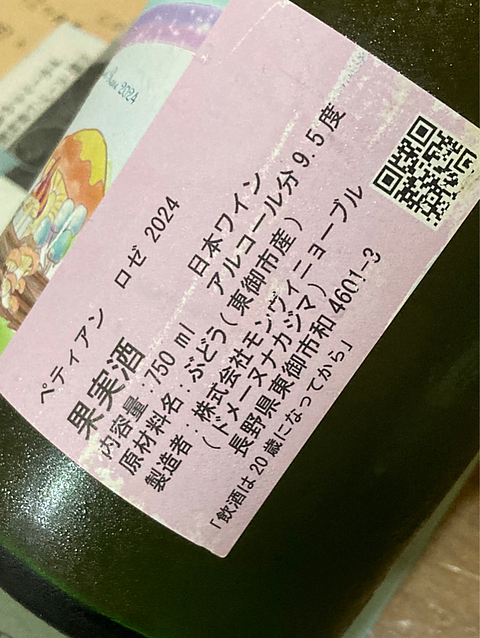 2024
ペティアン ロゼ 2024
果実酒 日本ワイン
内容量：750 ml アルコール分 9.5度
原材料名：ぶどう（東御市産）
製造者：株式会社モンヴィニョーブル
（ドメーヌナカジマ）
長野県東御市和 4601-3
「飲酒は 20歳になってから」